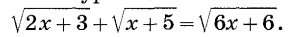 √(2x + 3) + √(x + 5) = √(6x + 6).